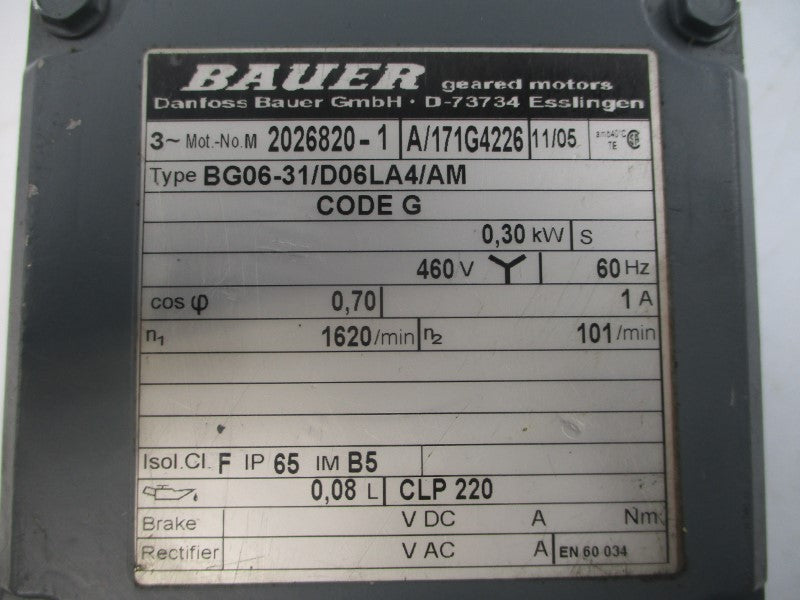 BAUER geared motors
Danfoss Bauer GmbH · D-73734 Esslingen
3~ Mot.-No.M 2026820-1 A/171G4226 11/05 amb40°C TE
Type BG06-31/D06LA4/AM
CODE G
0,30 kW S
460 V 60 Hz
cos φ 0,70 1 A
n1 1620/min n2 101/min
Isol.Cl. F IP 65 IM B5
0,08 L CLP 220
Brake V DC A Nm
Rectifier V AC A EN 60 034